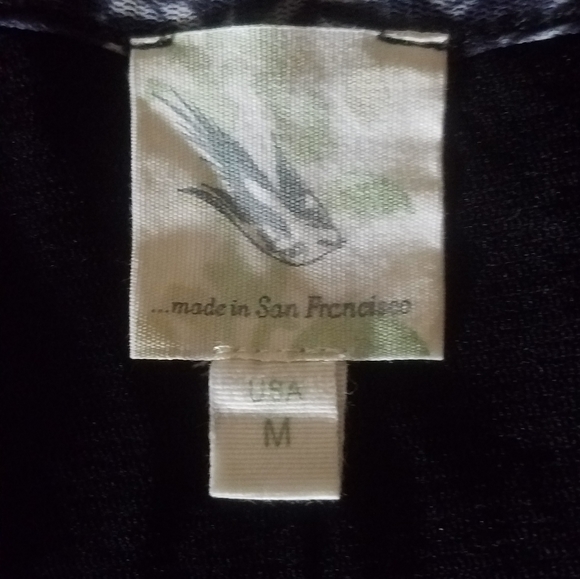 ...made in San Francisco
USA
M